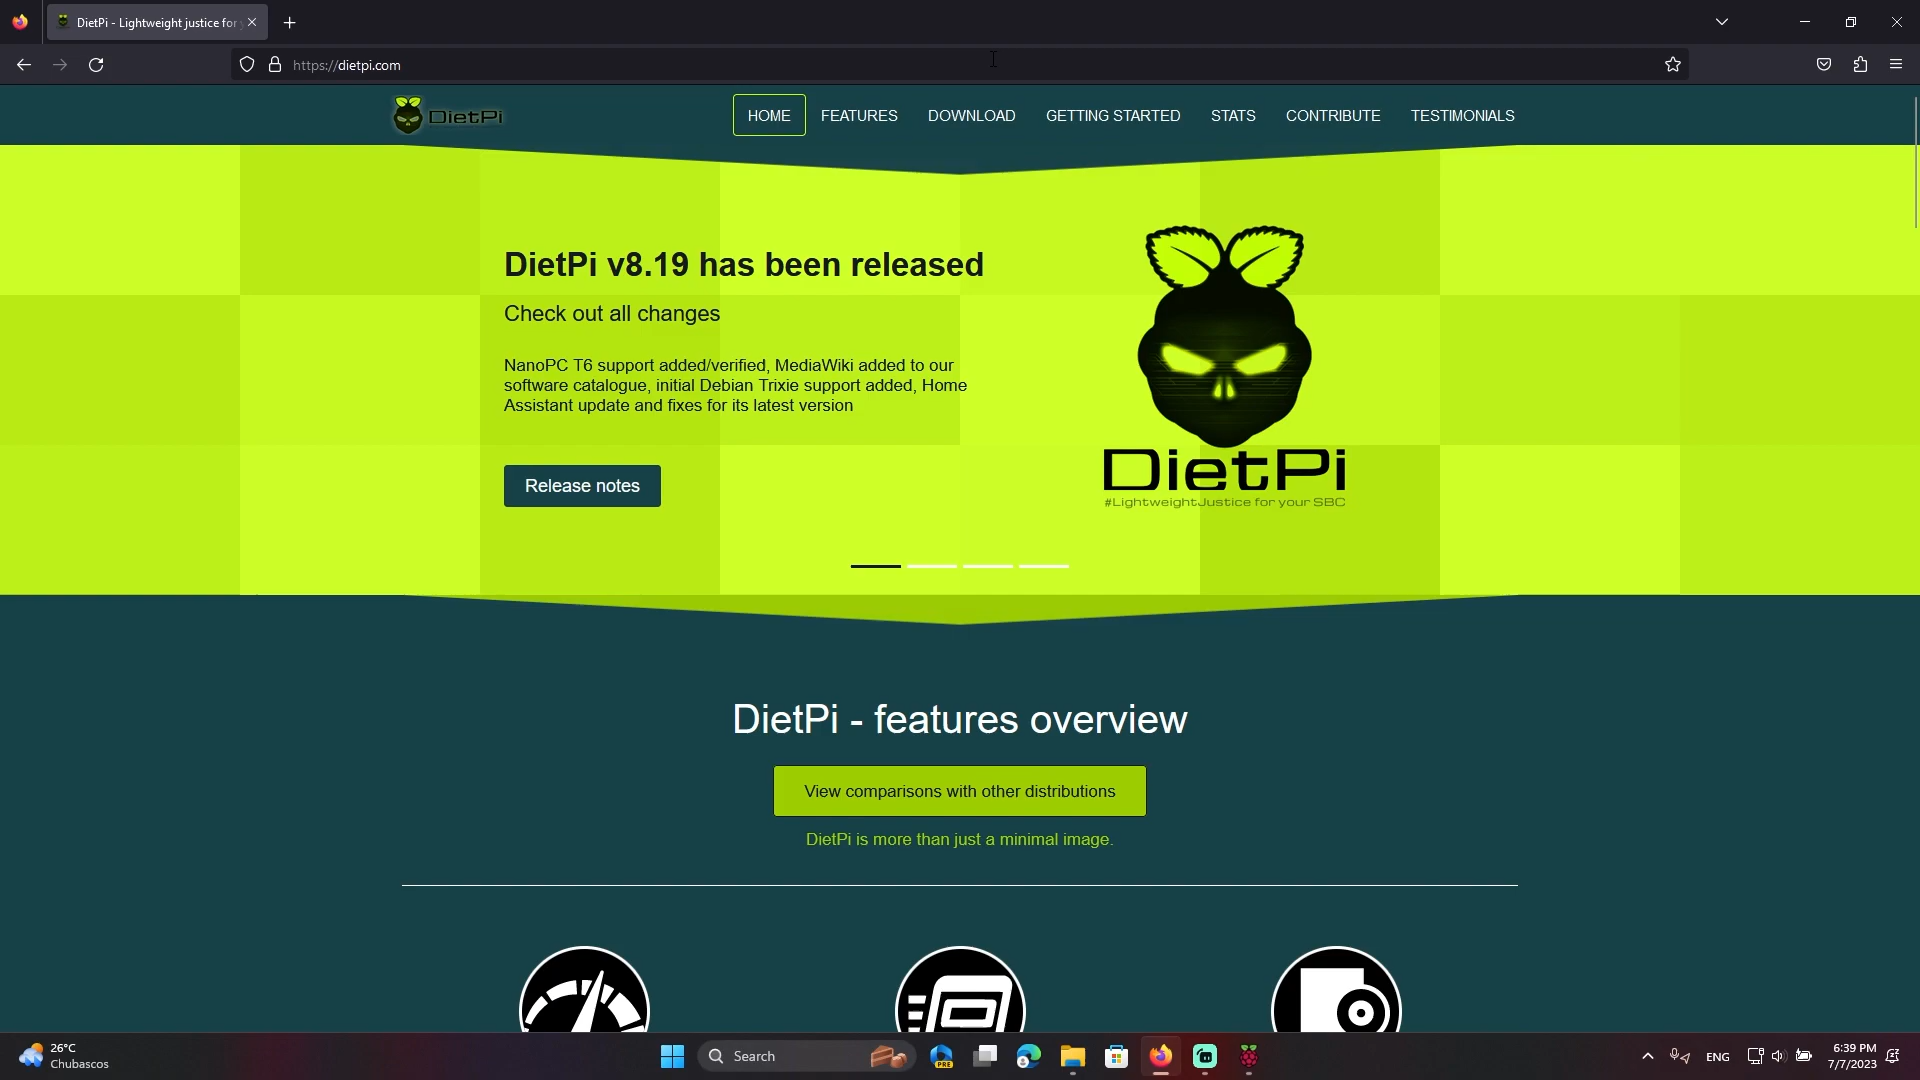 DietPi - Lightweight justice for y
https://dietpi.com
DietPi
HOME
FEATURES
DOWNLOAD
GETTING STARTED
STATS
CONTRIBUTE
TESTIMONIALS
DietPi v8.19 has been released
Check out all changes
NanoPC T6 support added/verified, MediaWiki added to our
software catalogue, initial Debian Trixie support added, Home
Assistant update and fixes for its latest version
Release notes
DietPi
#LightweightJustice for your SBC
DietPi - features overview
View comparisons with other distributions
DietPi is more than just a minimal image.
26°C
Chubascos
Search
PRE
ENG
6:39 PM
7/7/2023